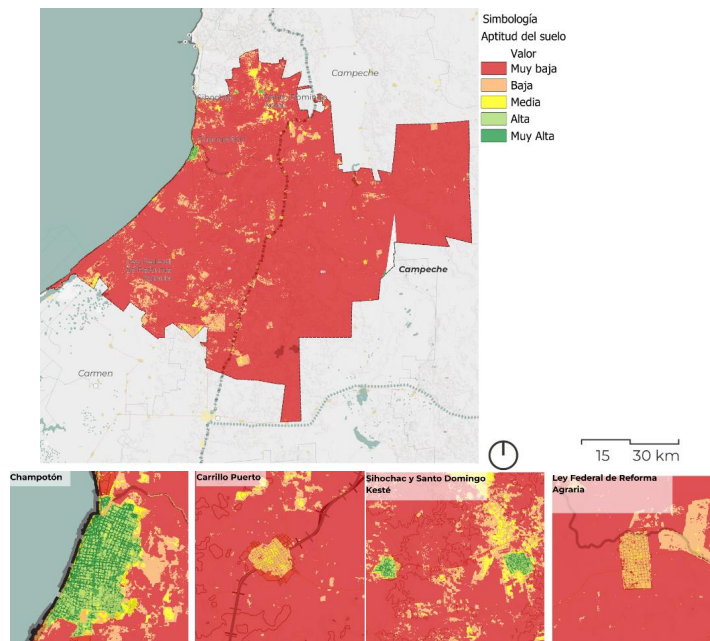 Simbología
Aptitud del suelo
Valor
Muy baja
Baja
Media
Alta
Muy Alta
Campeche
Campeche
Carmen
15 30 km
Champotón
Carrillo Puerto
Sihochac y Santo Domingo
Kesté
Ley Federal de Reforma
Agraria